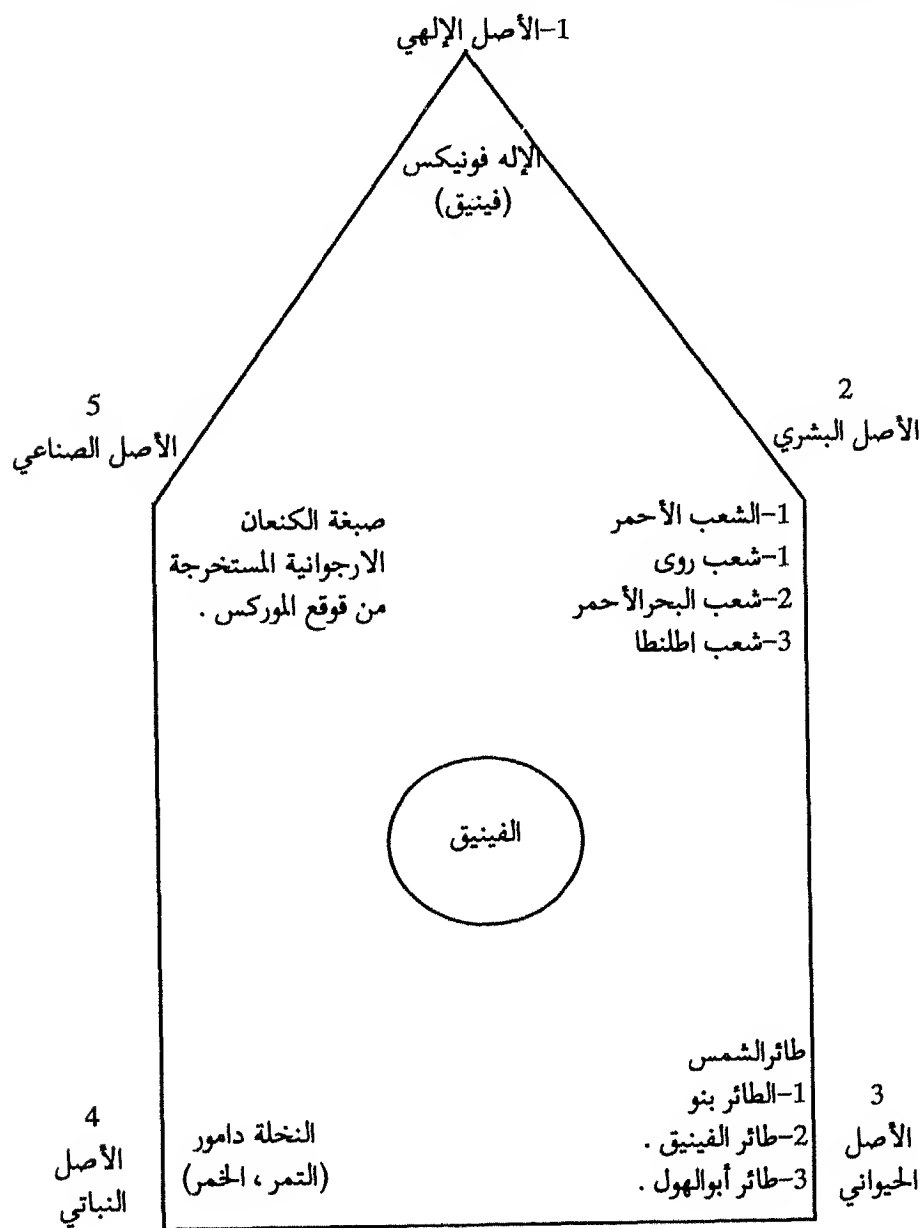 1-الأصل الإلهي
الإله فونيكس
(فينيق)
2
الأصل البشري
1-الشعب الأحمر
1-شعب روى
2-شعب البحرالأحمر
3-شعب اطلنطا
5
الأصل الصناعي
صبغة الكنعان
الارجوانية المستخرجة
من قوقع الموركس .
الفينيق
3
الأصل
الحيواني
طائرالشمس
1-الطائر بنو
2-طائر الفينيق .
3-طائر أبوالهول .
4
الأصل
النباتي
النخلة دامور
(التمر ، الخمر)